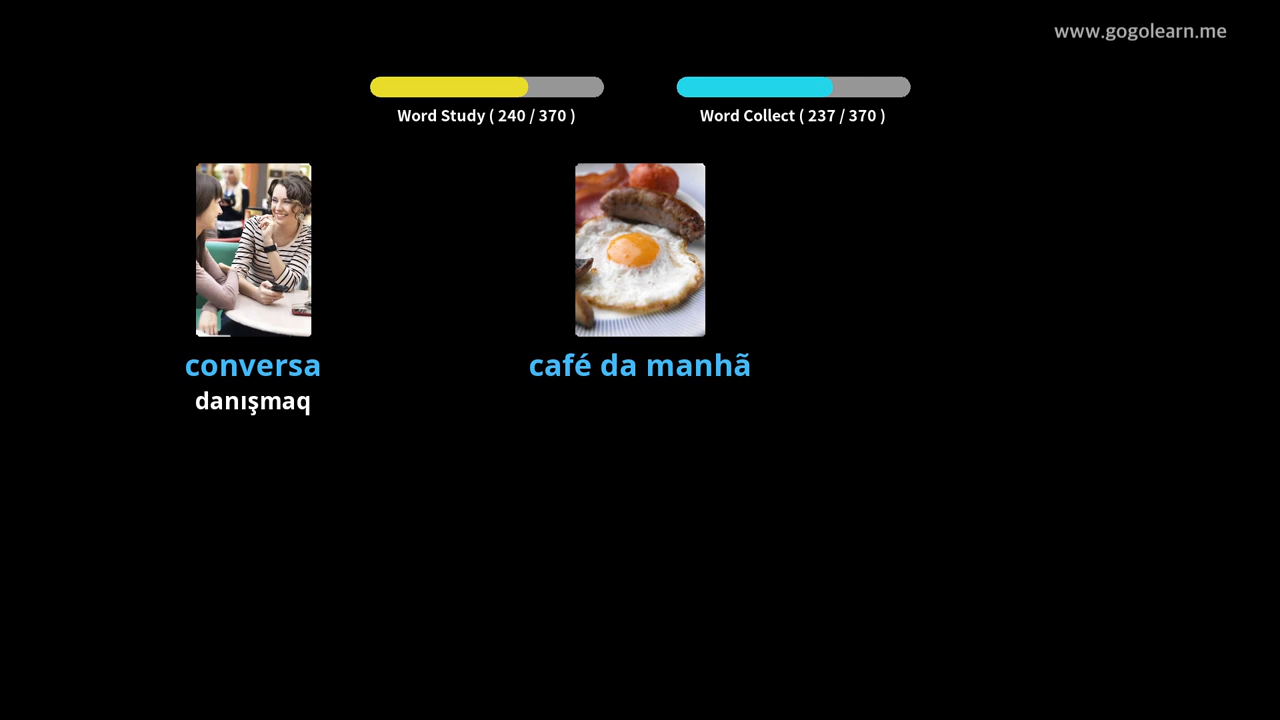 www.gogolearn.me
Word Study ( 240 / 370 )
Word Collect ( 237 / 370 )
conversa
danışmaq
café da manhã